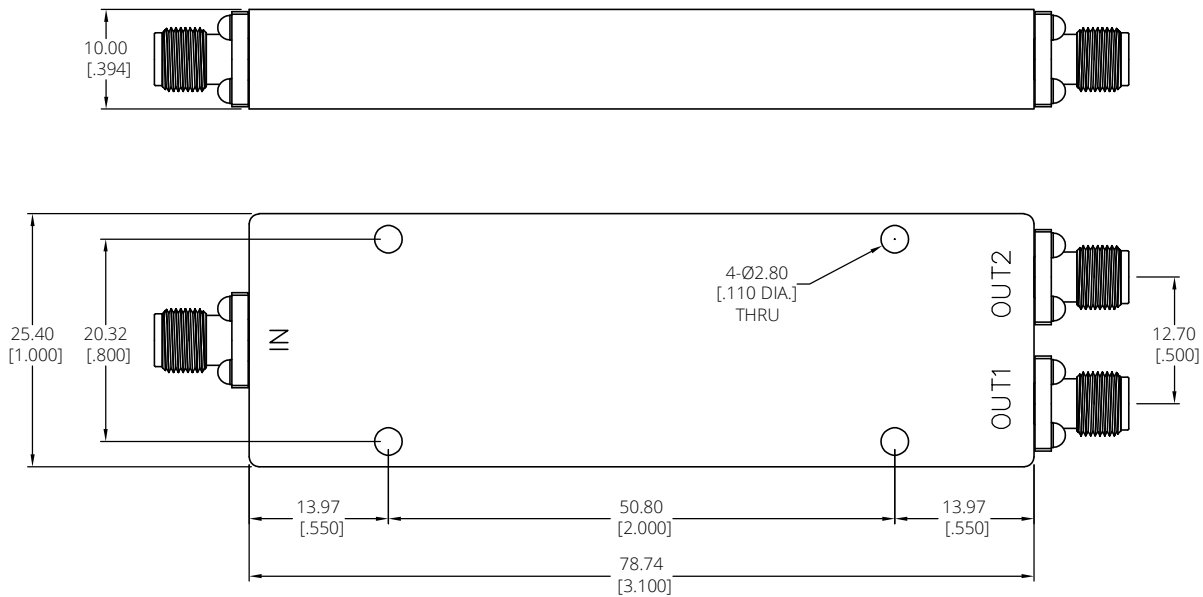 10.00
[.394]
25.40
[1.000]
20.32
[.800]
IN
4-Ø2.80
[.110 DIA.]
THRU
OUT2
OUT1
12.70
[.500]
13.97
[.550]
50.80
[2.000]
13.97
[.550]
78.74
[3.100]